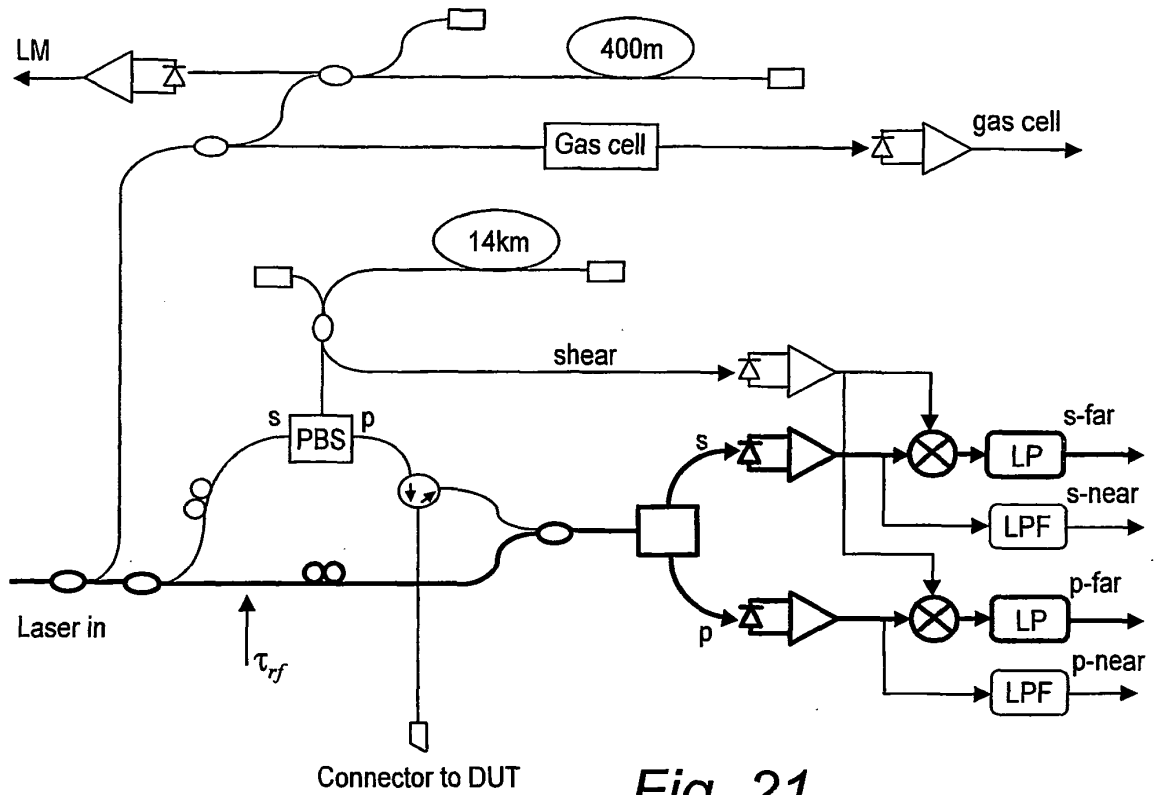 LM
400m
Gas cell
gas cell
14km
shear
s
PBS
p
s
LP
s-far
LPF
s-near
Laser in
τrf
p
LP
p-far
LPF
p-near
Connector to DUT
Fig. 21